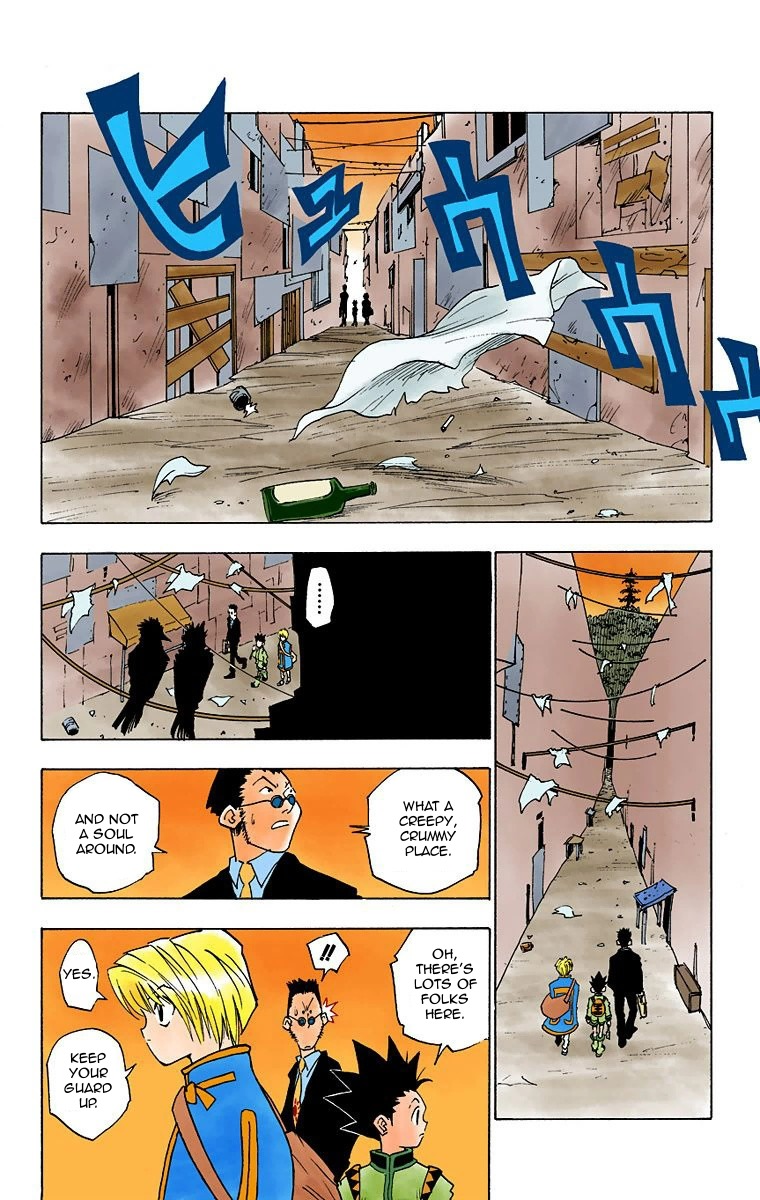 ヒュウウウ
......
WHAT A
CREEPY,
CRUMMY
PLACE.
AND NOT
A SOUL
AROUND.
OH,
THERE'S
LOTS OF
FOLKS
HERE.
!!
YES.
KEEP
YOUR
GUARD
UP.